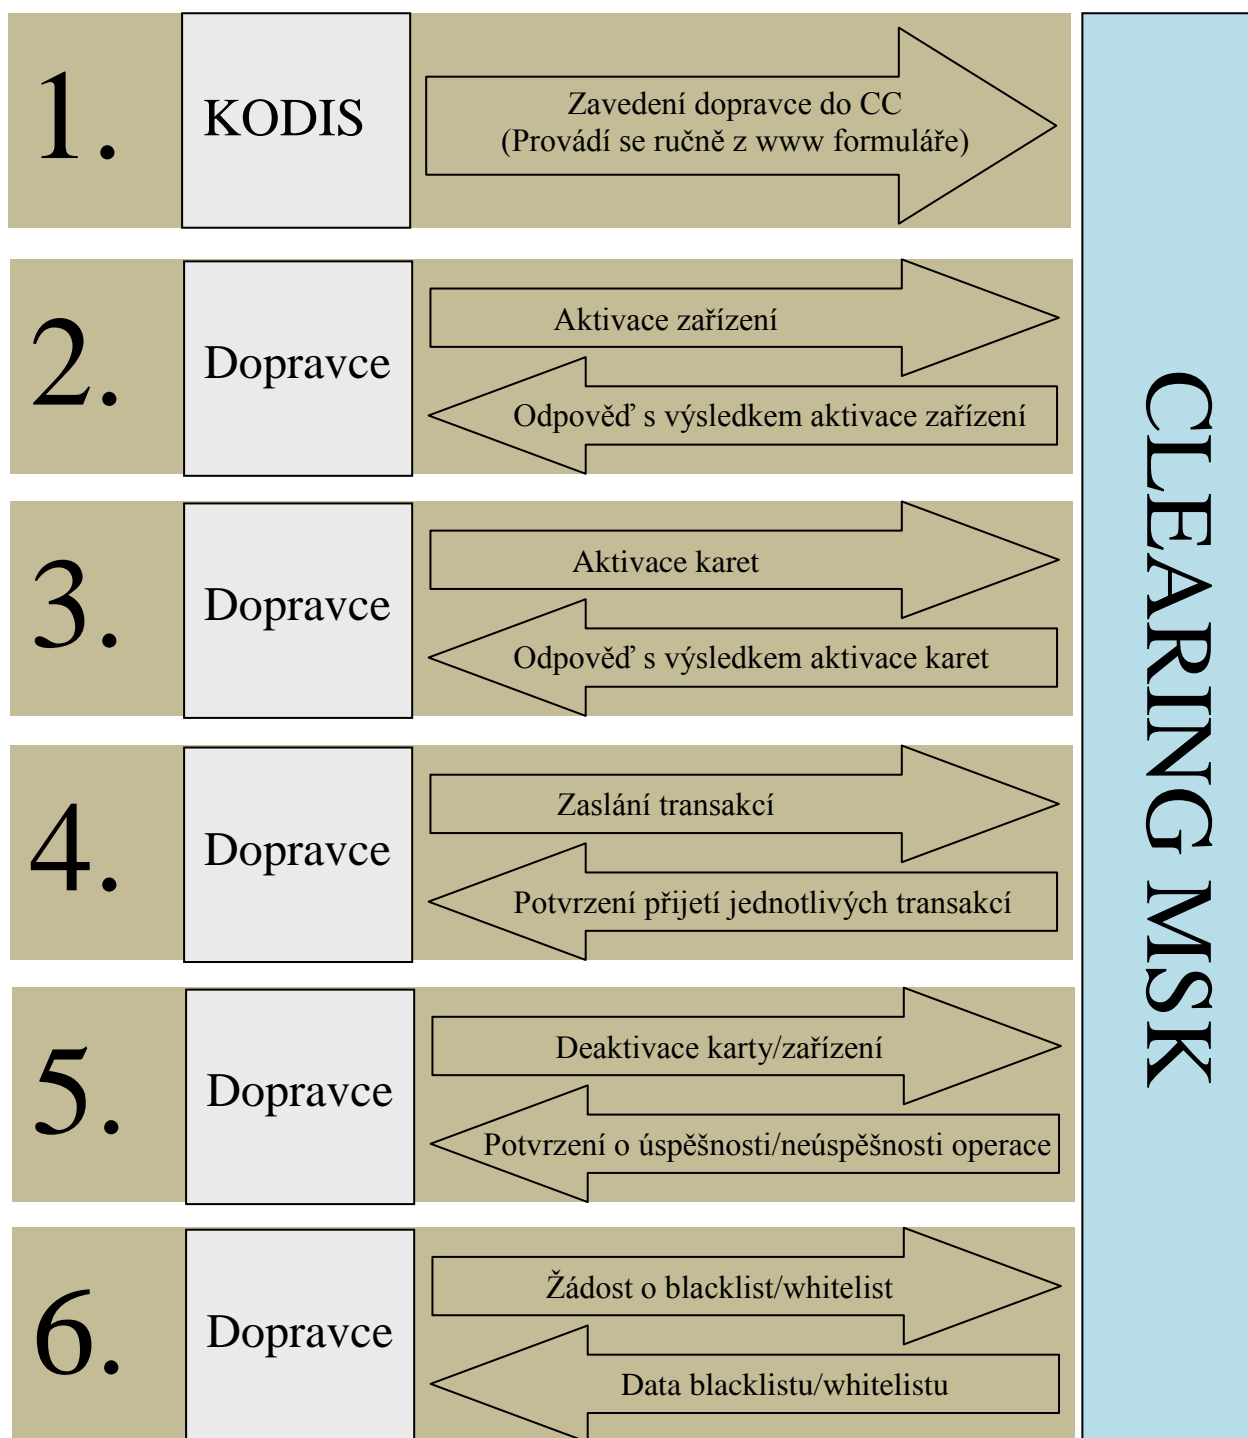 1.
KODIS
Zavedení dopravce do CC
(Provádí se ručně z www formuláře)
2.
Dopravce
Aktivace zařízení
Odpověď s výsledkem aktivace zařízení
3.
Dopravce
Aktivace karet
Odpověď s výsledkem aktivace karet
4.
Dopravce
Zaslání transakcí
Potvrzení přijetí jednotlivých transakcí
5.
Dopravce
Deaktivace karty/zařízení
Potvrzení o úspěšnosti/neúspěšnosti operace
6.
Dopravce
Žádost o blacklist/whitelist
Data blacklistu/whitelistu
CLEARING MSK